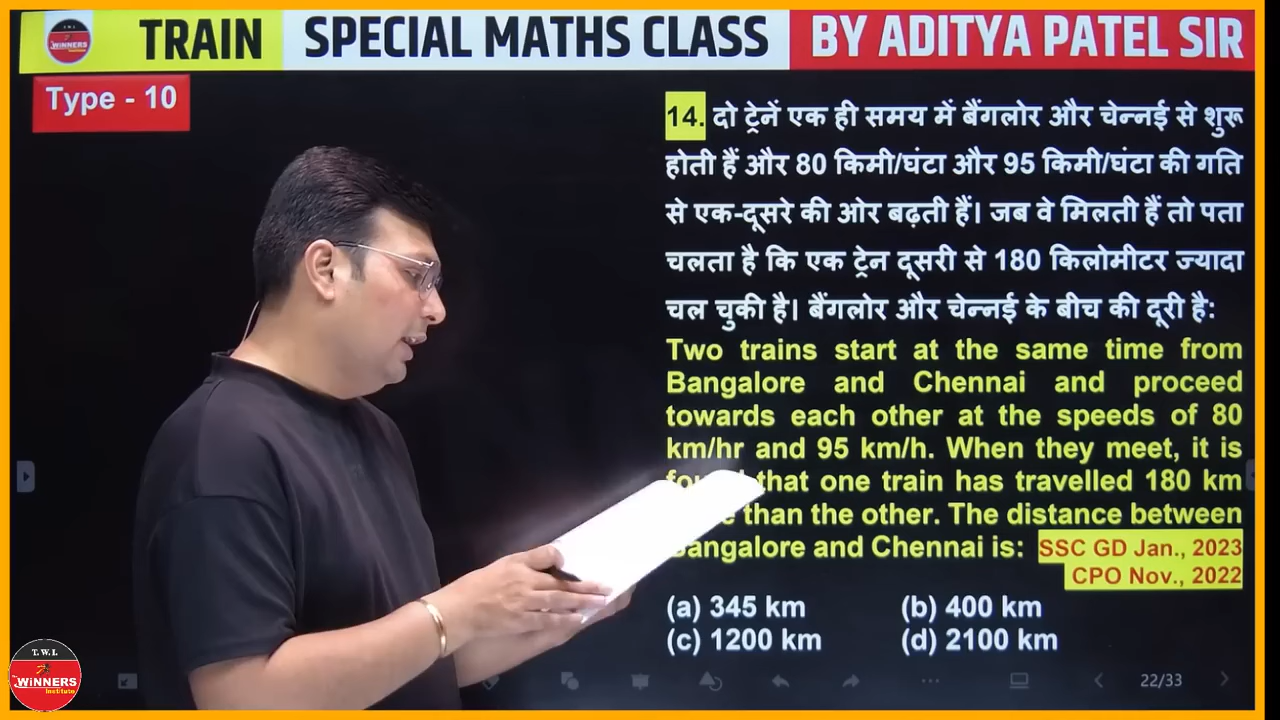 WINNERS
TRAIN SPECIAL MATHS CLASS BY ADITYA PATEL SIR
Type - 10
14. दो ट्रेनें एक ही समय में बैंगलोर और चेन्नई से शुरू
होती हैं और 80 किमी/घंटा और 95 किमी/घंटा की गति
से एक-दूसरे की ओर बढ़ती हैं। जब वे मिलती हैं तो पता
चलता है कि एक ट्रेन दूसरी से 180 किलोमीटर ज्यादा
चल चुकी है। बैंगलोर और चेन्नई के बीच की दूरी है:
Two trains start at the same time from
Bangalore and Chennai and proceed
towards each other at the speeds of 80
km/hr and 95 km/h. When they meet, it is
that one train has travelled 180 km
than the other. The distance between
Bangalore and Chennai is: SSC GD Jan., 2023
CPO Nov., 2022
(a) 345 km (b) 400 km
(c) 1200 km (d) 2100 km
T.W.I.
The WINNERS
Institute
22/33